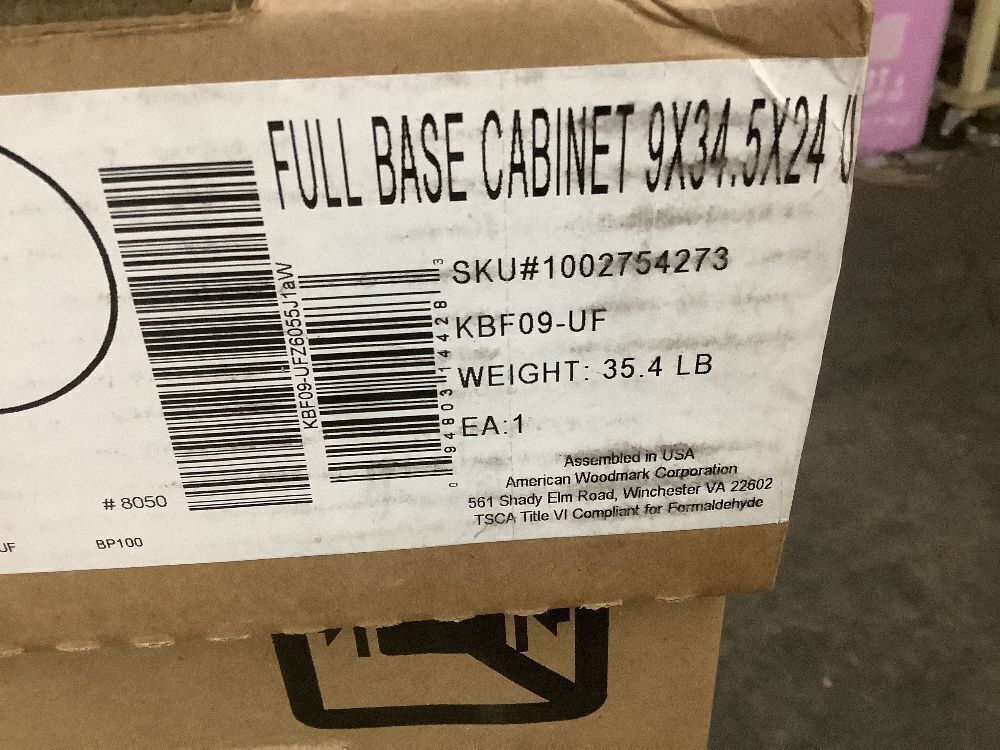 FULL BASE CABINET 9X34.5X24 U
SKU#1002754273
KBF09-UF
WEIGHT: 35.4 LB
EA:1
Assembled in USA
American Woodmark Corporation
561 Shady Elm Road, Winchester VA 22602
TSCA Title VI Compliant for Formaldehyde
KBF09-UFZ6055J1aW
0 94803 14428 3
# 8050
UF
BP100